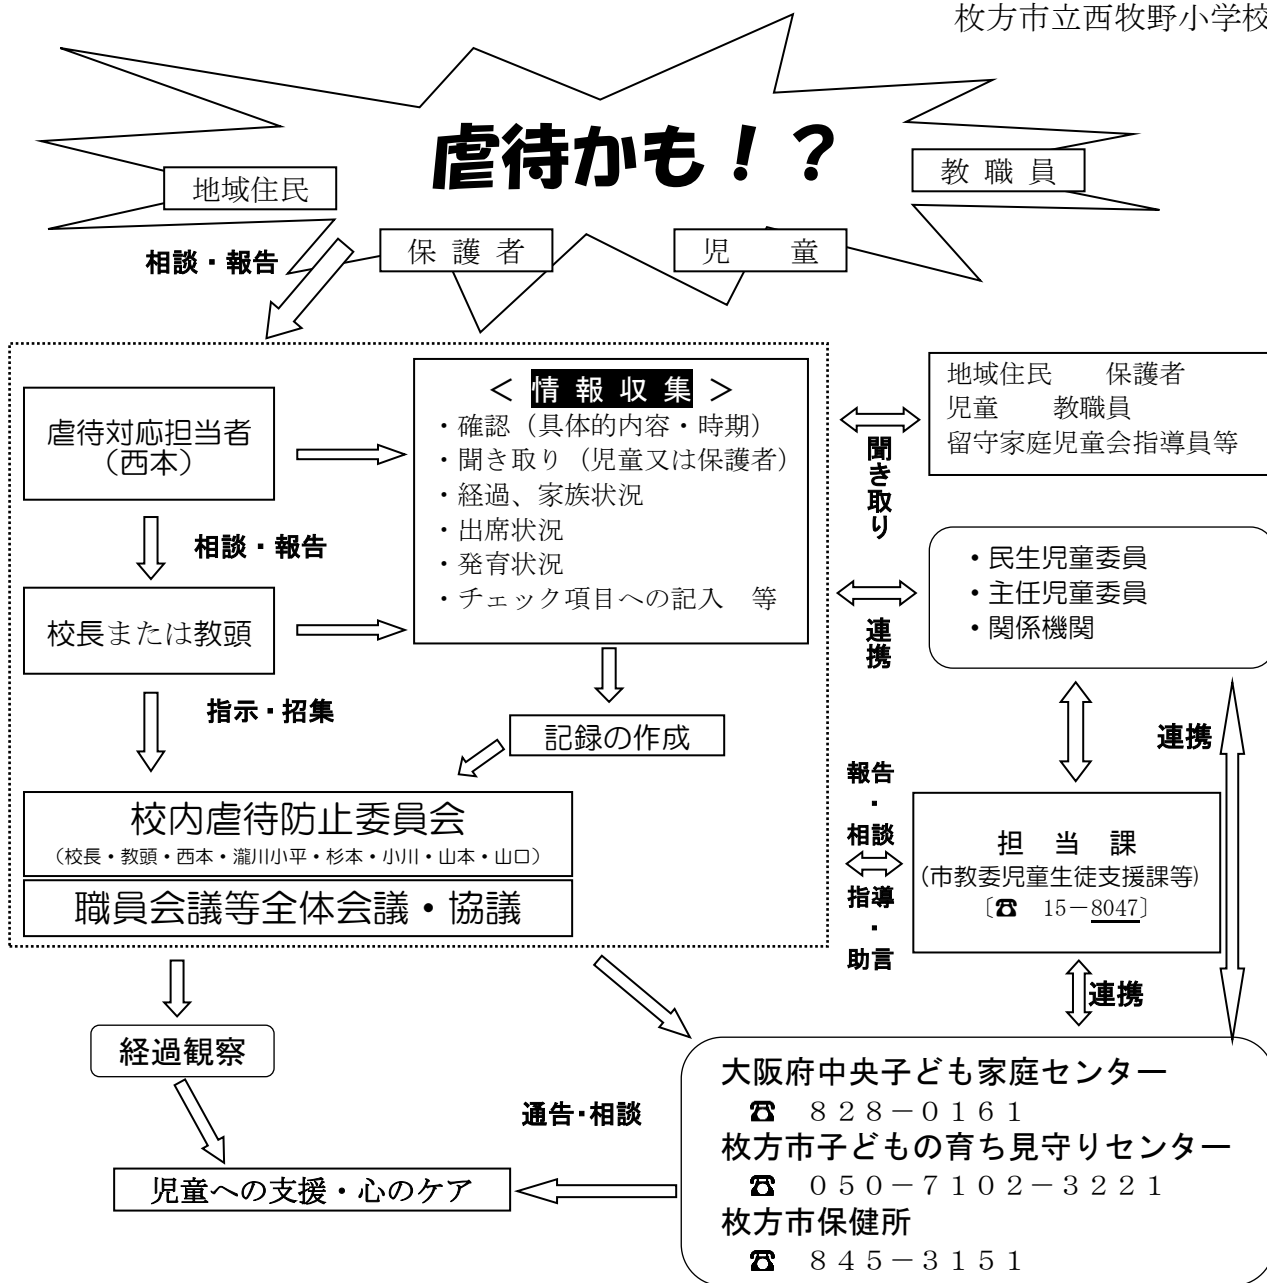 枚方市立西牧野小学校
虐待かも！？
地域住民
教 職 員
保 護 者
児　　童
相談・報告
虐待対応担当者
（西本）
＜ 情 報 収 集 ＞
・確認（具体的内容・時期）
・聞き取り（児童又は保護者）
・経過、家族状況
・出席状況
・発育状況
・チェック項目への記入　等
地域住民　　保護者
児童　　教職員
留守家庭児童会指導員等
聞き取り
相談・報告
校長または教頭
・民生児童委員
・主任児童委員
・関係機関
連携
指示・招集
記録の作成
連携
校内虐待防止委員会
（校長・教頭・西本・瀧川小平・杉本・小川・山本・山口）
職員会議等全体会議・協議
報告
・
相談
指導
・
助言
担　当　課
（市教委児童生徒支援課等）
〔☎　15－8047〕
連携
経過観察
通告・相談
児童への支援・心のケア
大阪府中央子ども家庭センター
☎　８２８－０１６１
枚方市子どもの育ち見守りセンター
☎　０５０－７１０２－３２２１
枚方市保健所
☎　８４５－３１５１